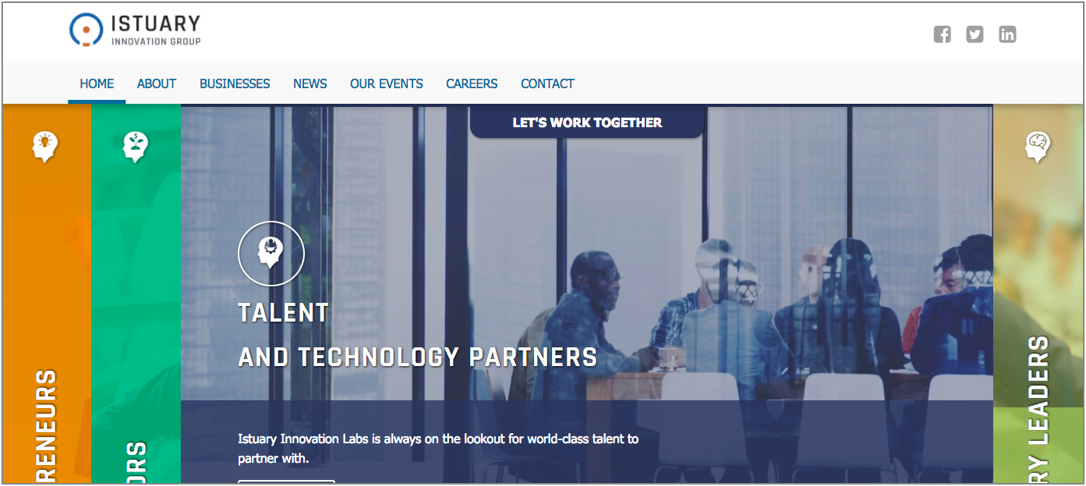 ISTUARY
INNOVATION GROUP
HOME ABOUT BUSINESSES NEWS OUR EVENTS CAREERS CONTACT
LET'S WORK TOGETHER
TALENT
AND TECHNOLOGY PARTNERS
Istuary Innovation Labs is always on the lookout for world-class talent to
partner with.
RENEURS
ORS
RY LEADERS